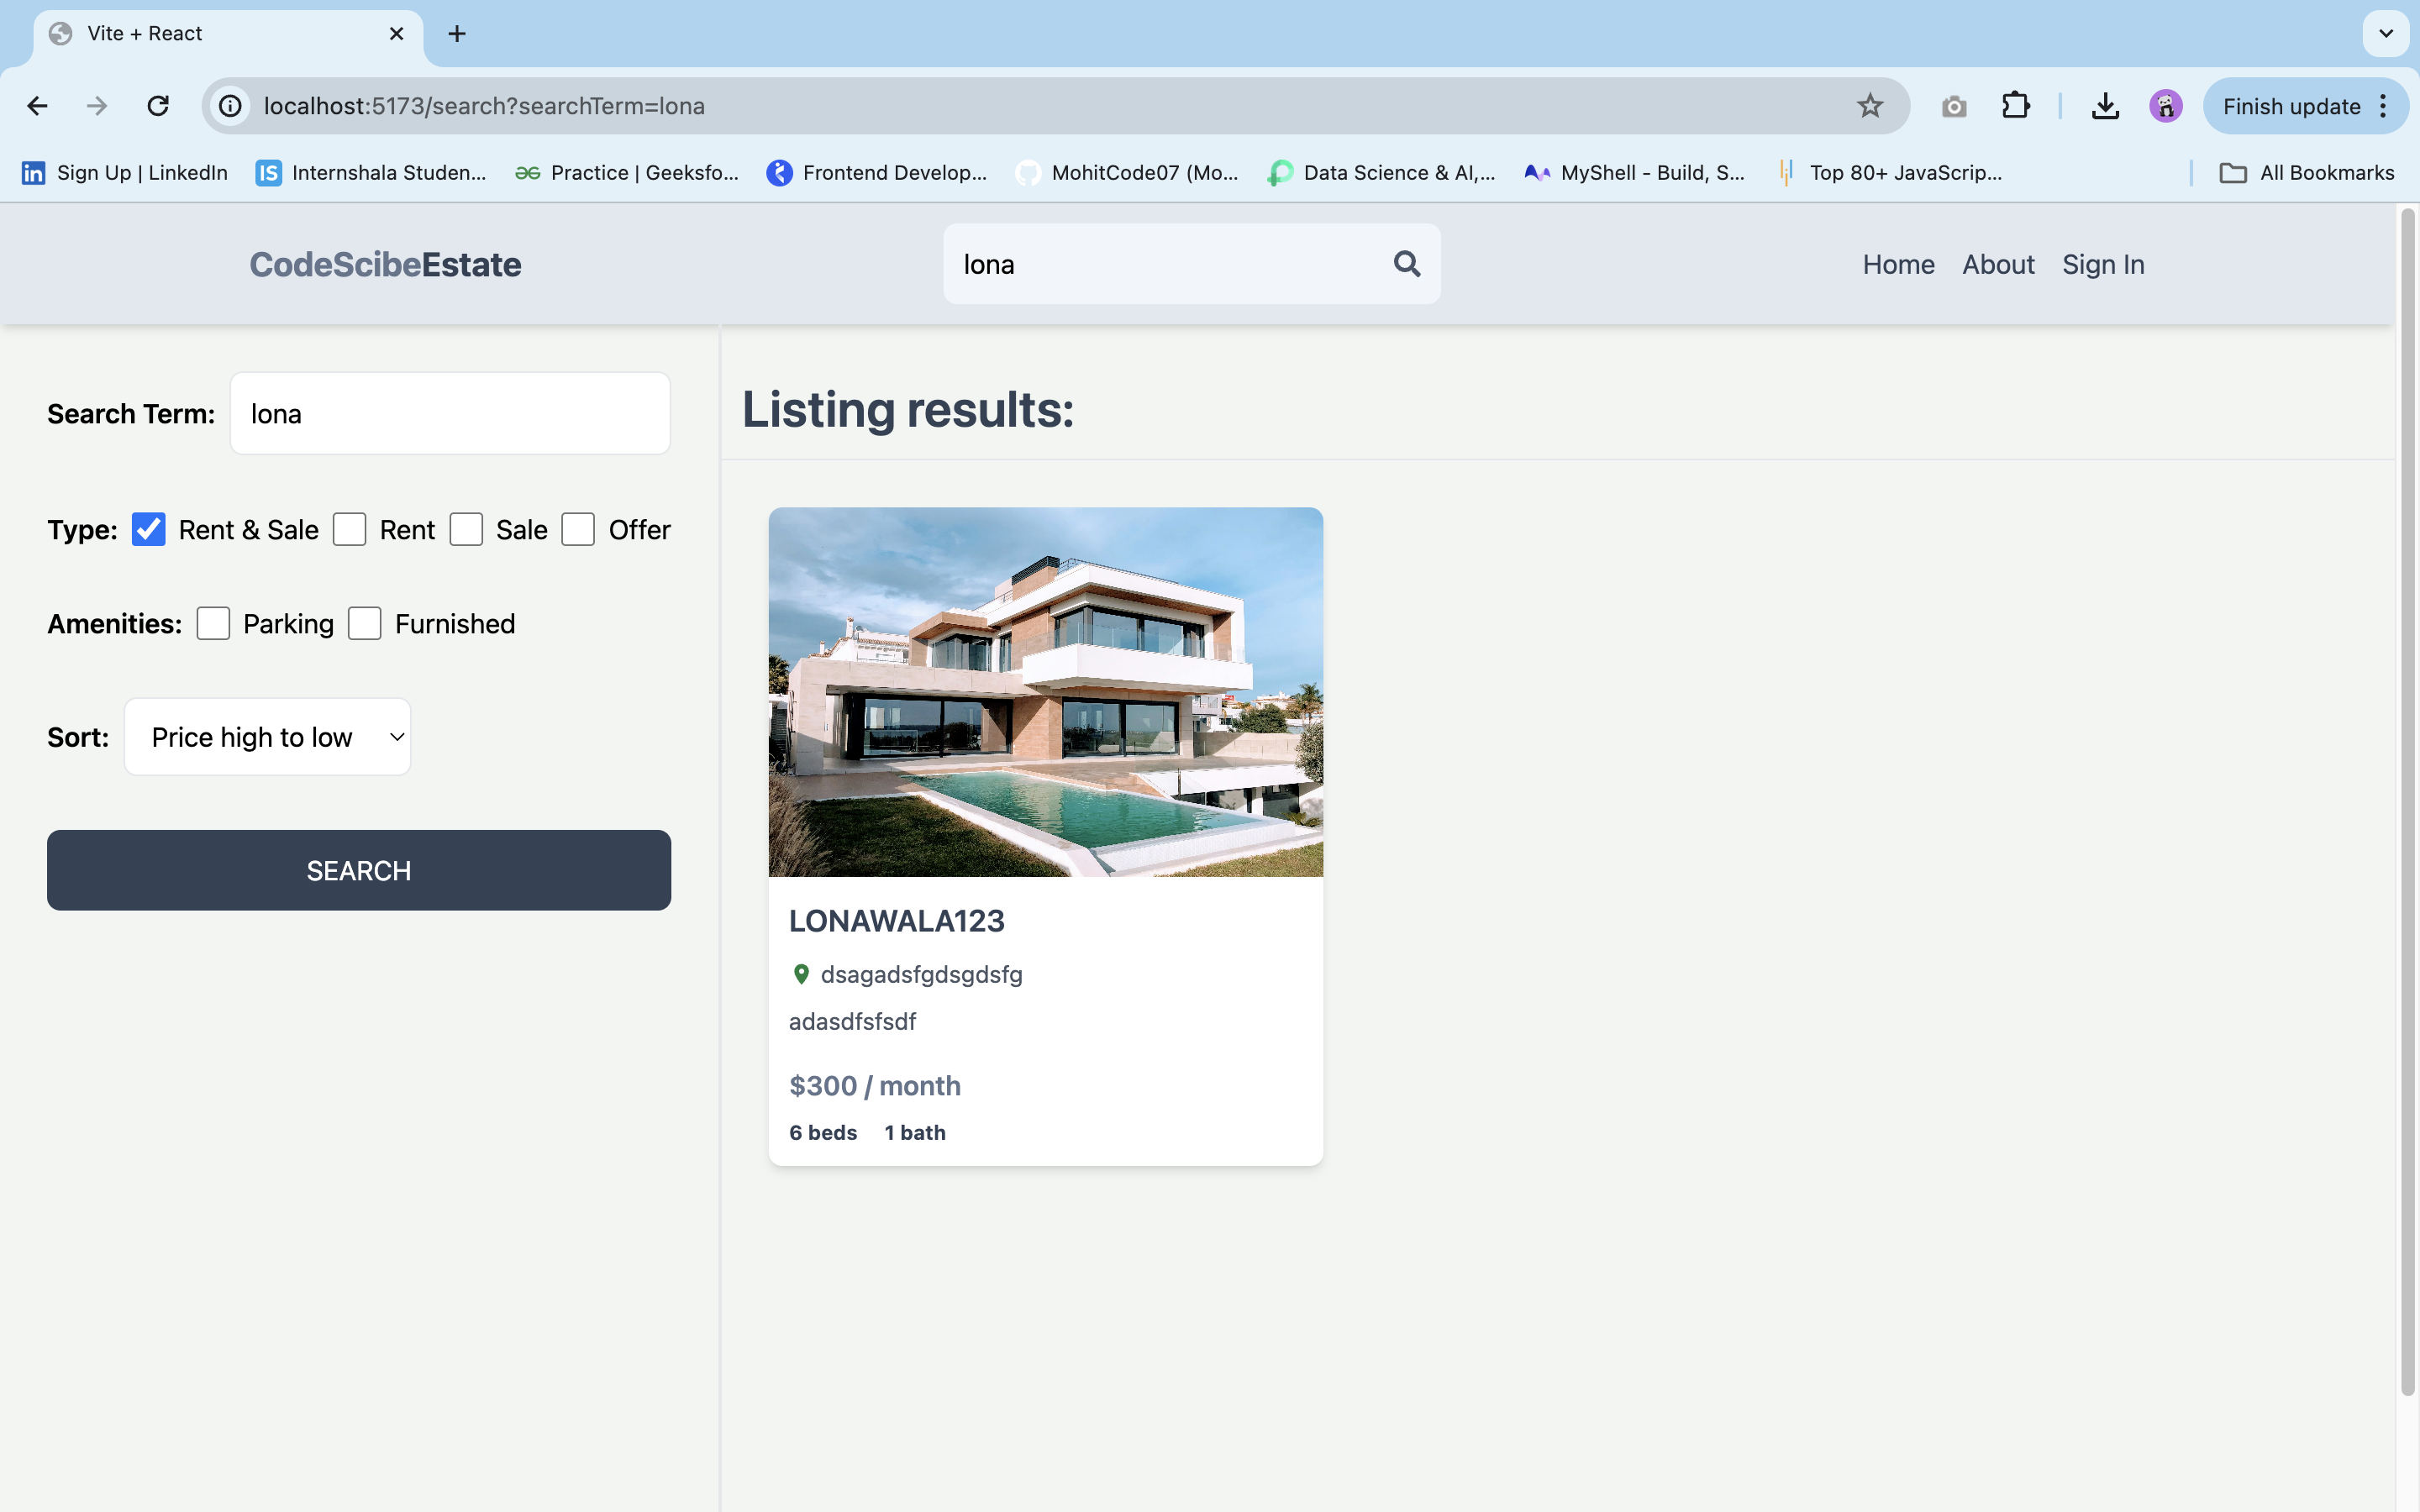 Vite + React
localhost:5173/search?searchTerm=lona
Finish update
Sign Up | LinkedIn
IS
Internshala Studen...
Practice | Geeksfo...
Frontend Develop...
MohitCode07 (Mo...
Data Science & AI,...
MyShell - Build, S...
Top 80+ JavaScrip...
All Bookmarks
CodeScibeEstate
lona
Home About Sign In
Search Term: lona
Type: Rent & Sale Rent Sale Offer
Amenities: Parking Furnished
Sort: Price high to low
SEARCH
Listing results:
LONAWALA123
dsagadsfgdsgdsfg
adasdfsfsdf
$300 / month
6 beds 1 bath